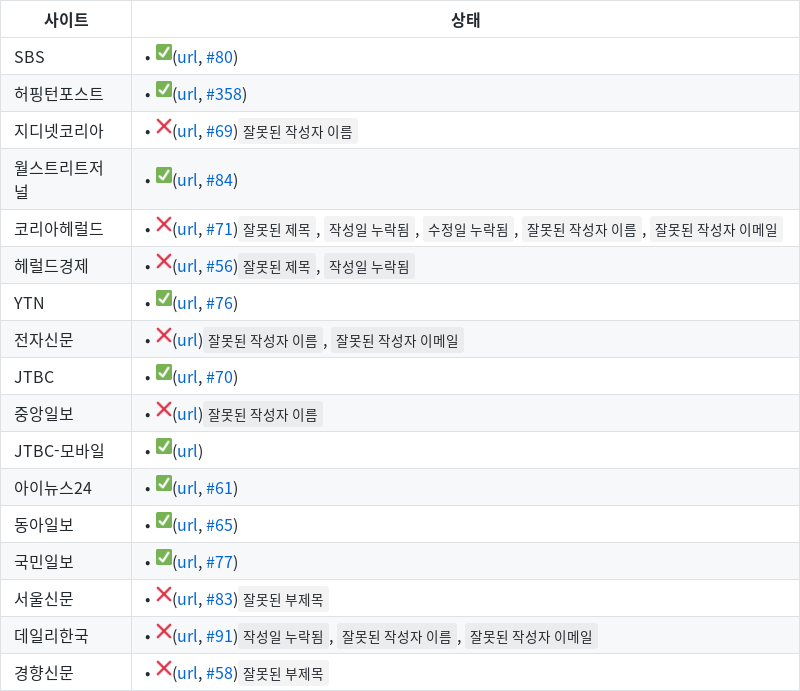 사이트 상태
SBS • ✅(url, #80)
허핑턴포스트 • ✅(url, #358)
지디넷코리아 • ❌(url, #69) 잘못된 작성자 이름
월스트리트저
널 • ✅(url, #84)
코리아헤럴드 • ❌(url, #71) 잘못된 제목 , 작성일 누락됨 , 수정일 누락됨 , 잘못된 작성자 이름 , 잘못된 작성자 이메일
헤럴드경제 • ❌(url, #56) 잘못된 제목 , 작성일 누락됨
YTN • ✅(url, #76)
전자신문 • ❌(url) 잘못된 작성자 이름 , 잘못된 작성자 이메일
JTBC • ✅(url, #70)
중앙일보 • ❌(url) 잘못된 작성자 이름
JTBC-모바일 • ✅(url)
아이뉴스24 • ✅(url, #61)
동아일보 • ✅(url, #65)
국민일보 • ✅(url, #77)
서울신문 • ❌(url, #83) 잘못된 부제목
데일리한국 • ❌(url, #91) 작성일 누락됨 , 잘못된 작성자 이름 , 잘못된 작성자 이메일
경향신문 • ❌(url, #58) 잘못된 부제목